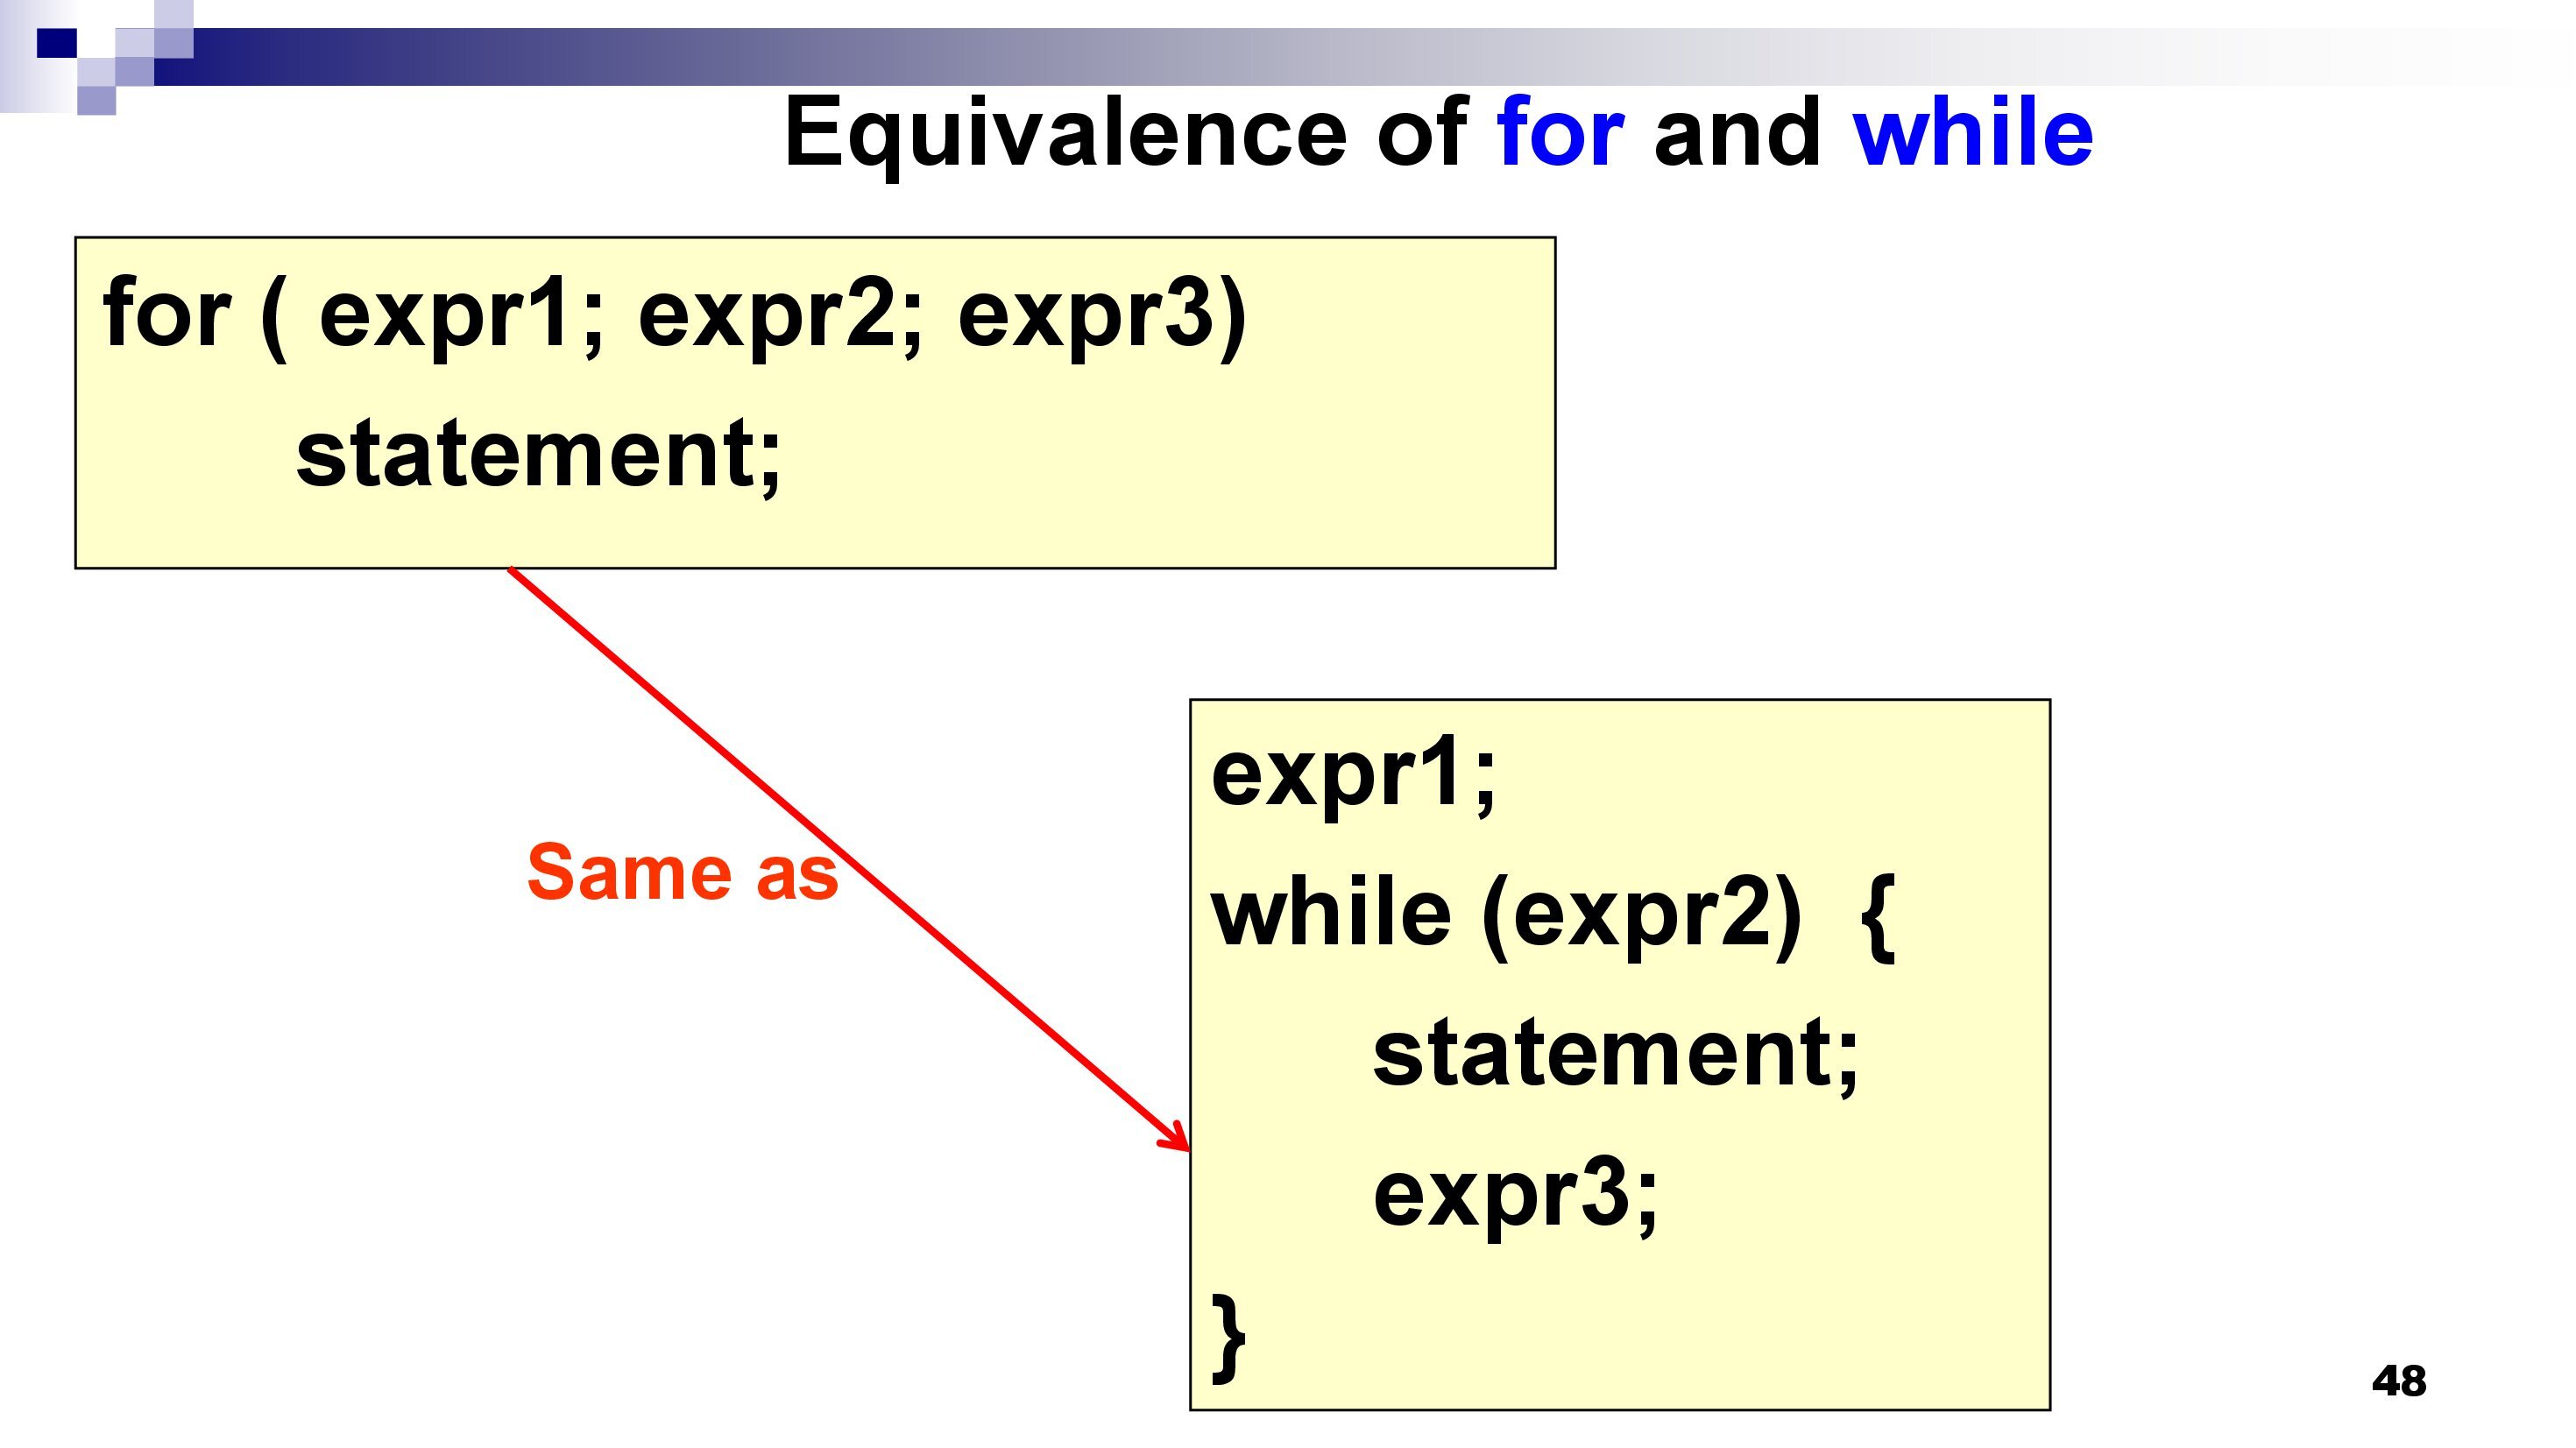 Equivalence of for and while
for ( expr1; expr2; expr3)
statement;
Same as
expr1;
while (expr2)  {
statement;
expr3;
}
48